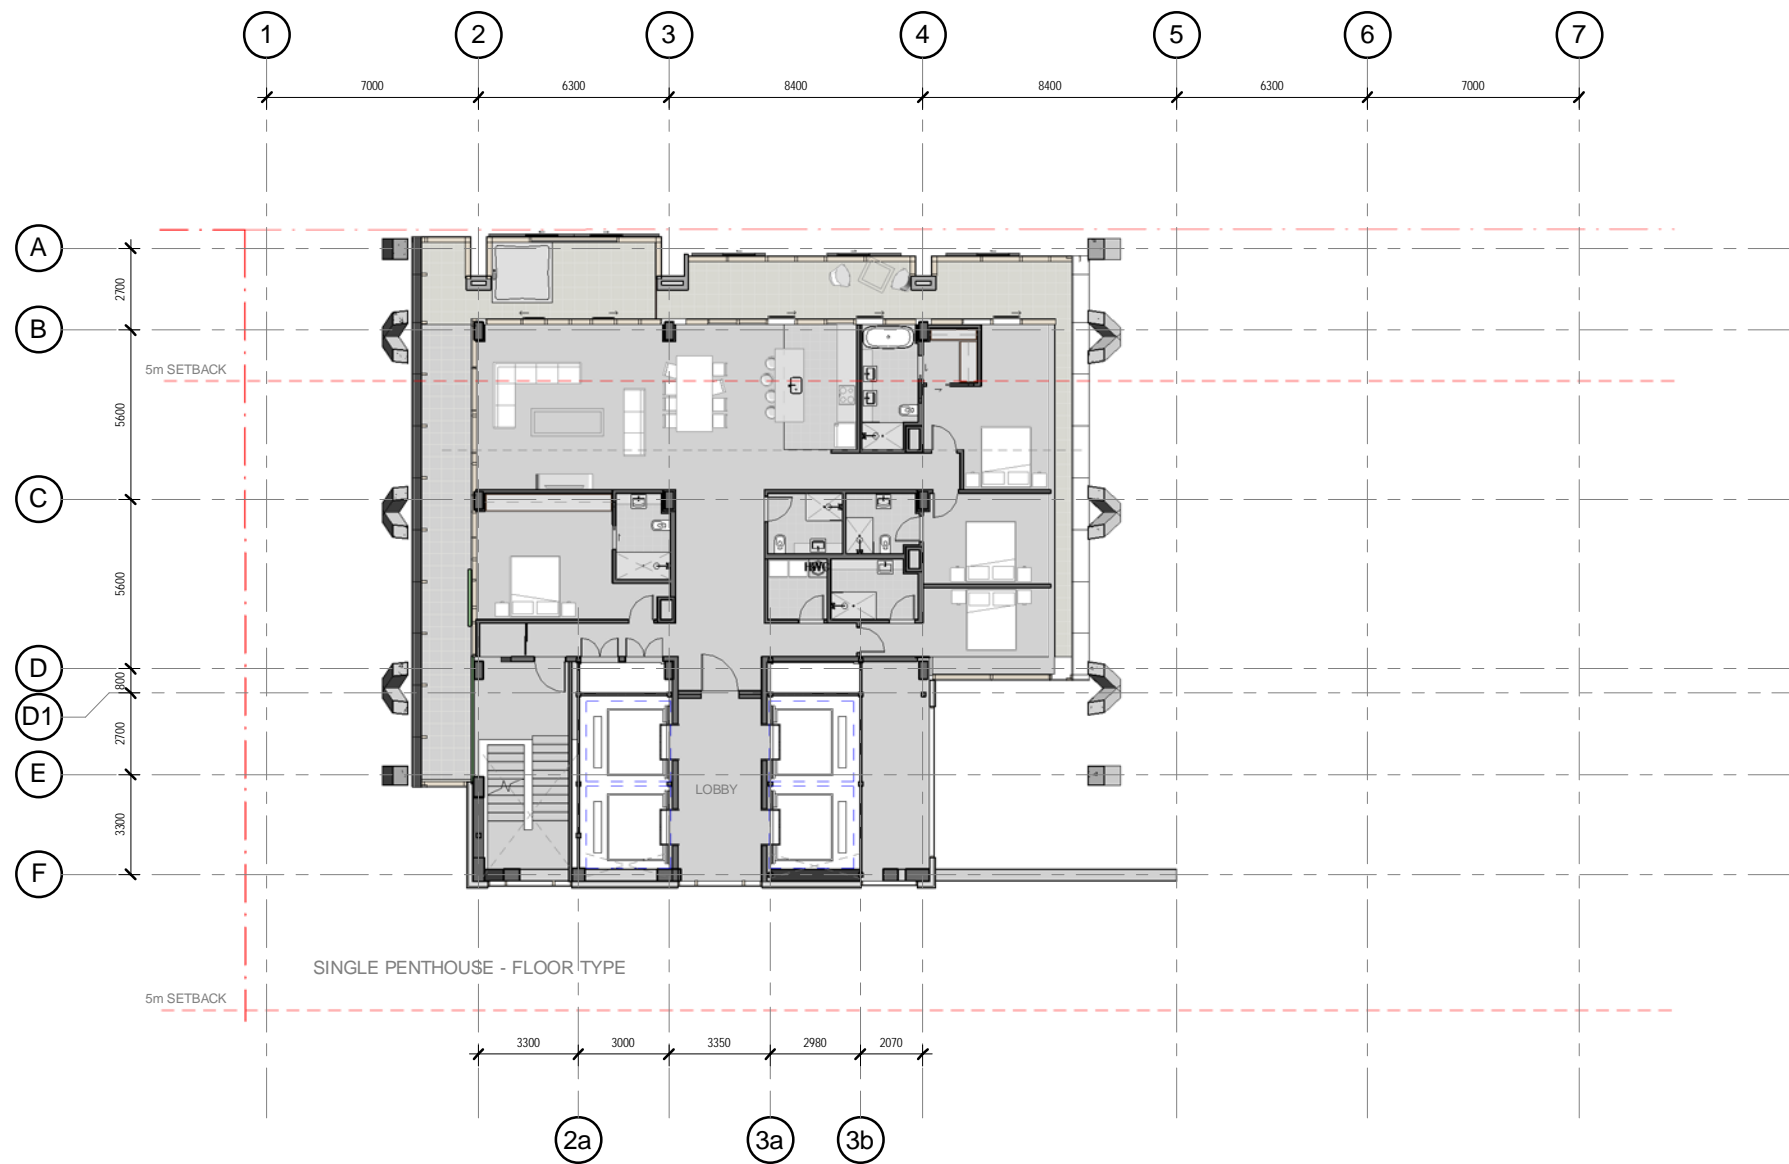 1 2 3 4 5 6 7
7000 6300 8400 8400 6300 7000
A
2700
B
5m SETBACK
5600
C
HWC
5600
D
800
D1
2700
E
LOBBY
3300
F
SINGLE PENTHOUSE - FLOOR TYPE
5m SETBACK
3300 3000 3350 2980 2070
2a 3a 3b